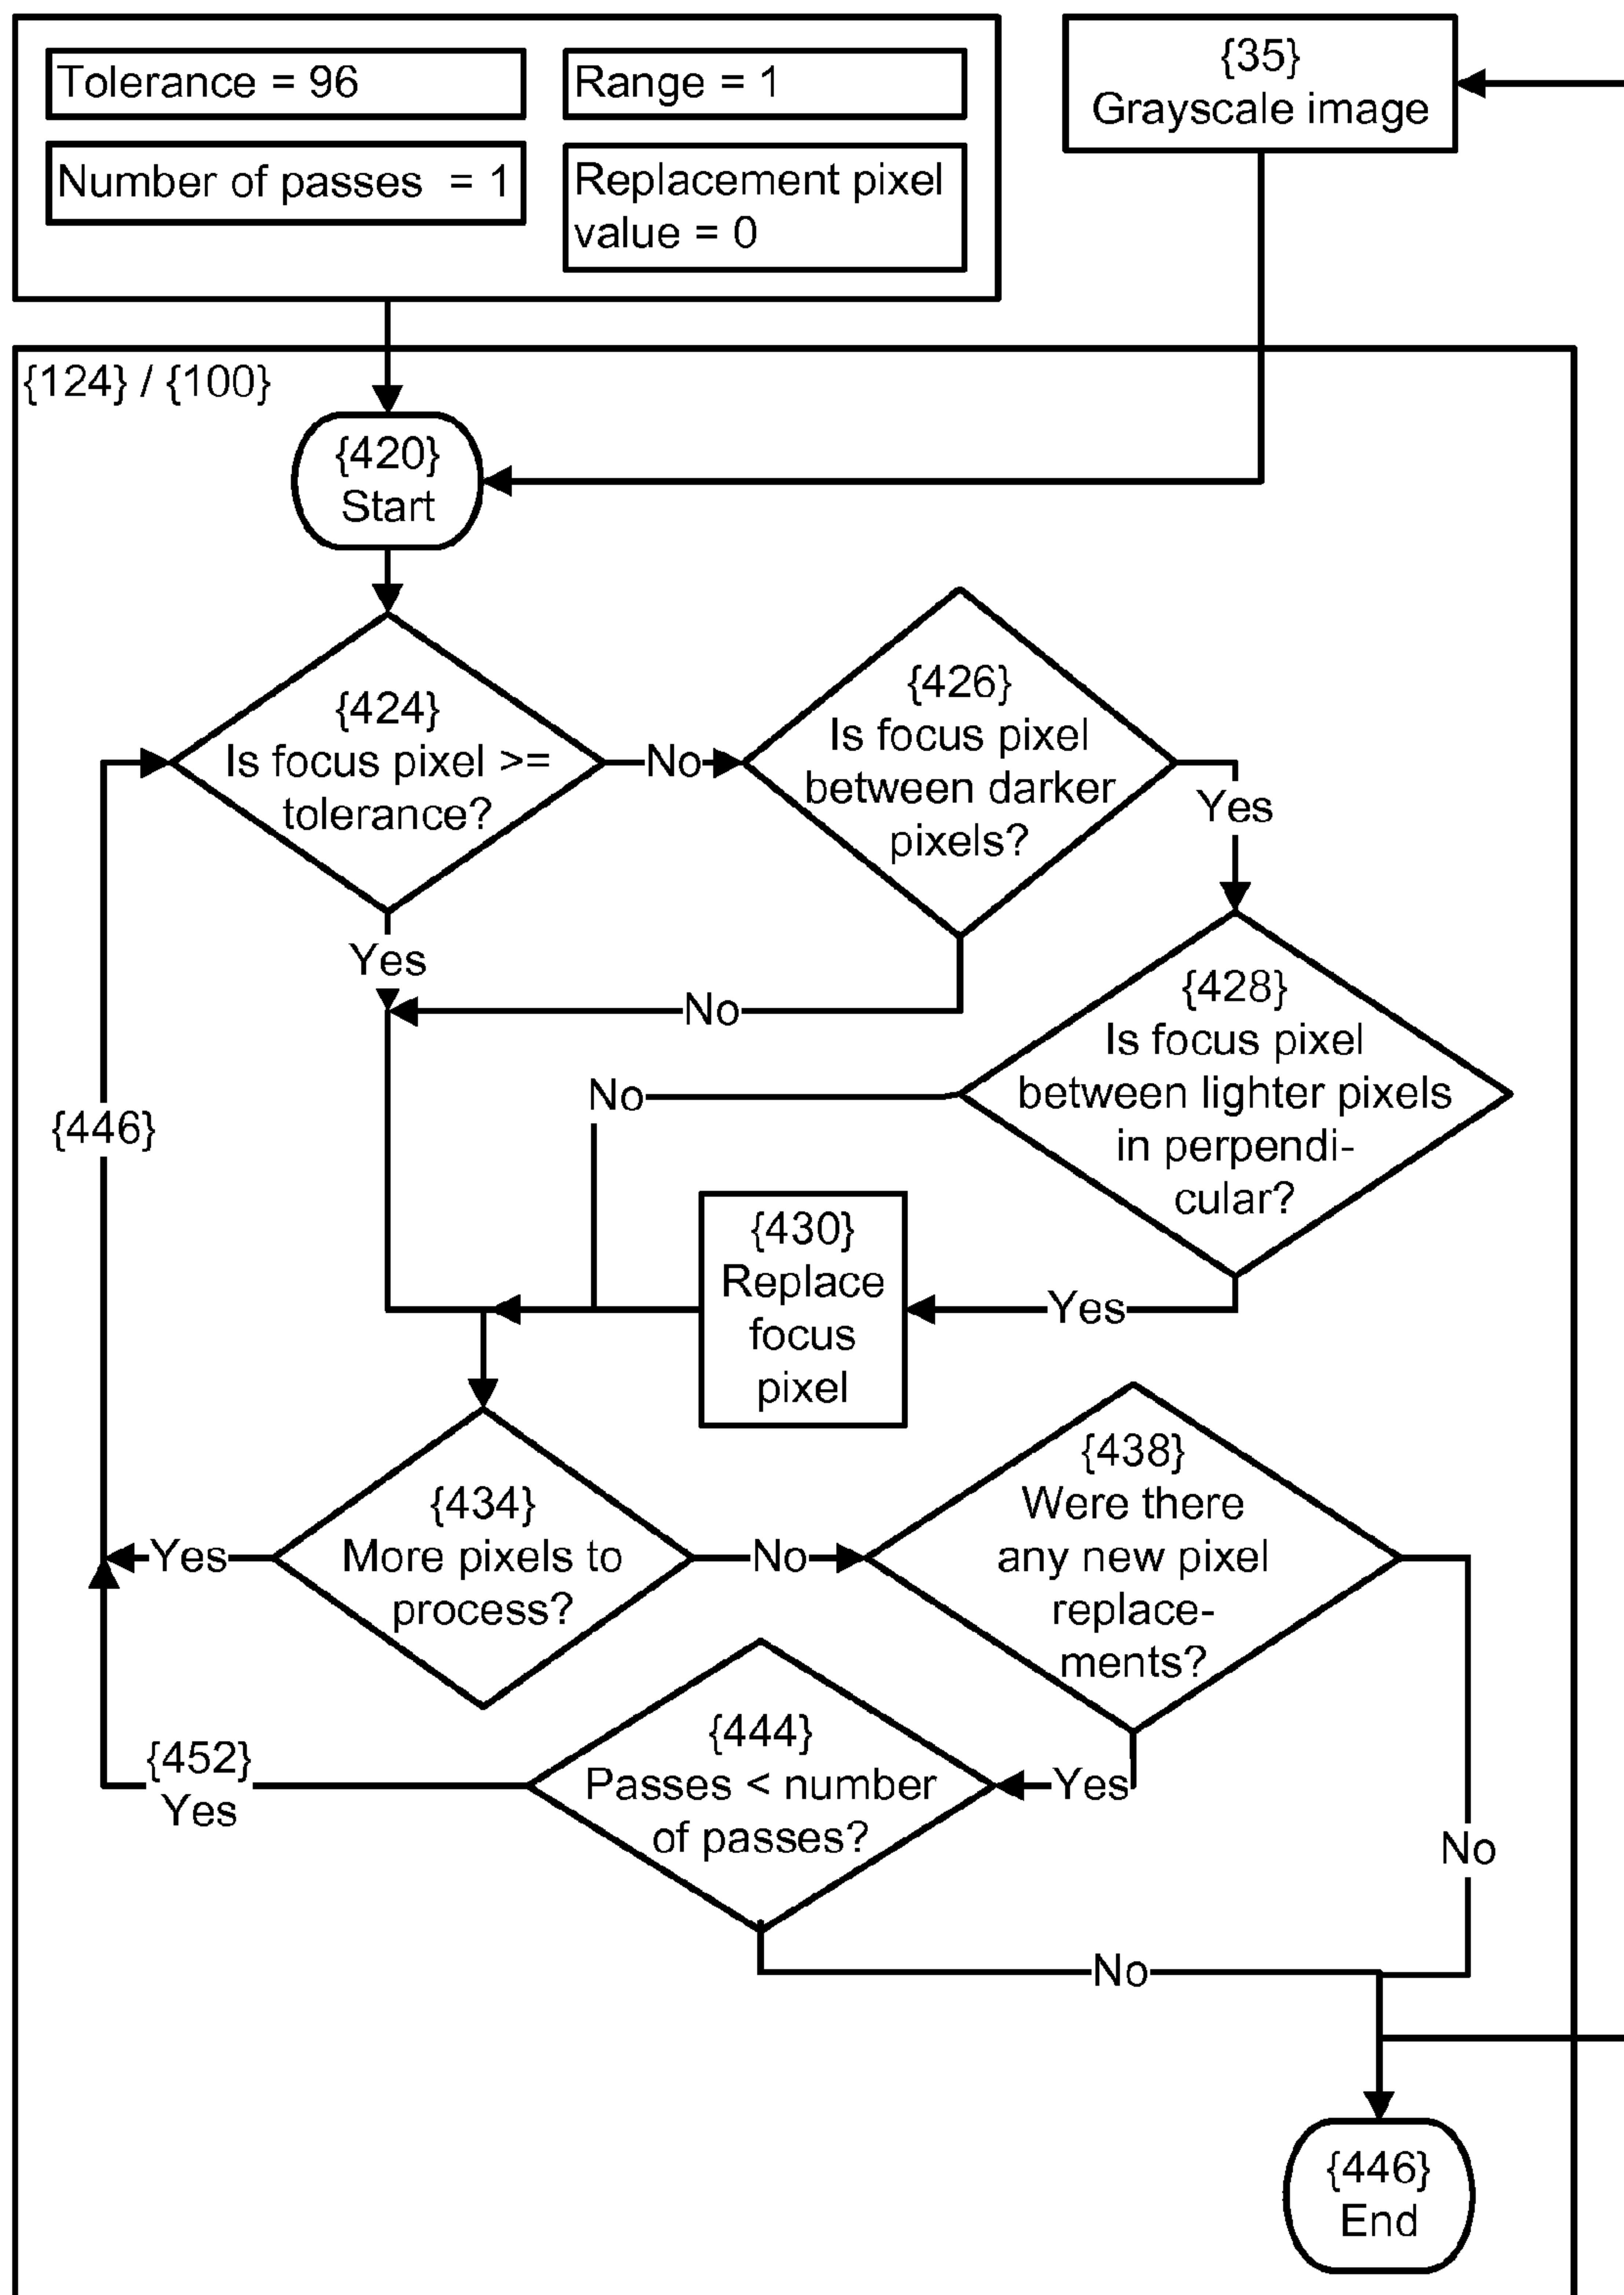 Tolerance = 96
Range = 1
Number of passes = 1
Replacement pixel
value = 0
{35}
Grayscale image
{124} / {100}
{420}
Start
{424}
Is focus pixel >=
tolerance?
No
{426}
Is focus pixel
between darker
pixels?
Yes
Yes
No
{428}
Is focus pixel
between lighter pixels
in perpendi-
cular?
No
{446}
{430}
Replace
focus
pixel
Yes
{434}
More pixels to
process?
Yes
No
{438}
Were there
any new pixel
replace-
ments?
{444}
Passes < number
of passes?
Yes
{452}
Yes
No
No
{446}
End